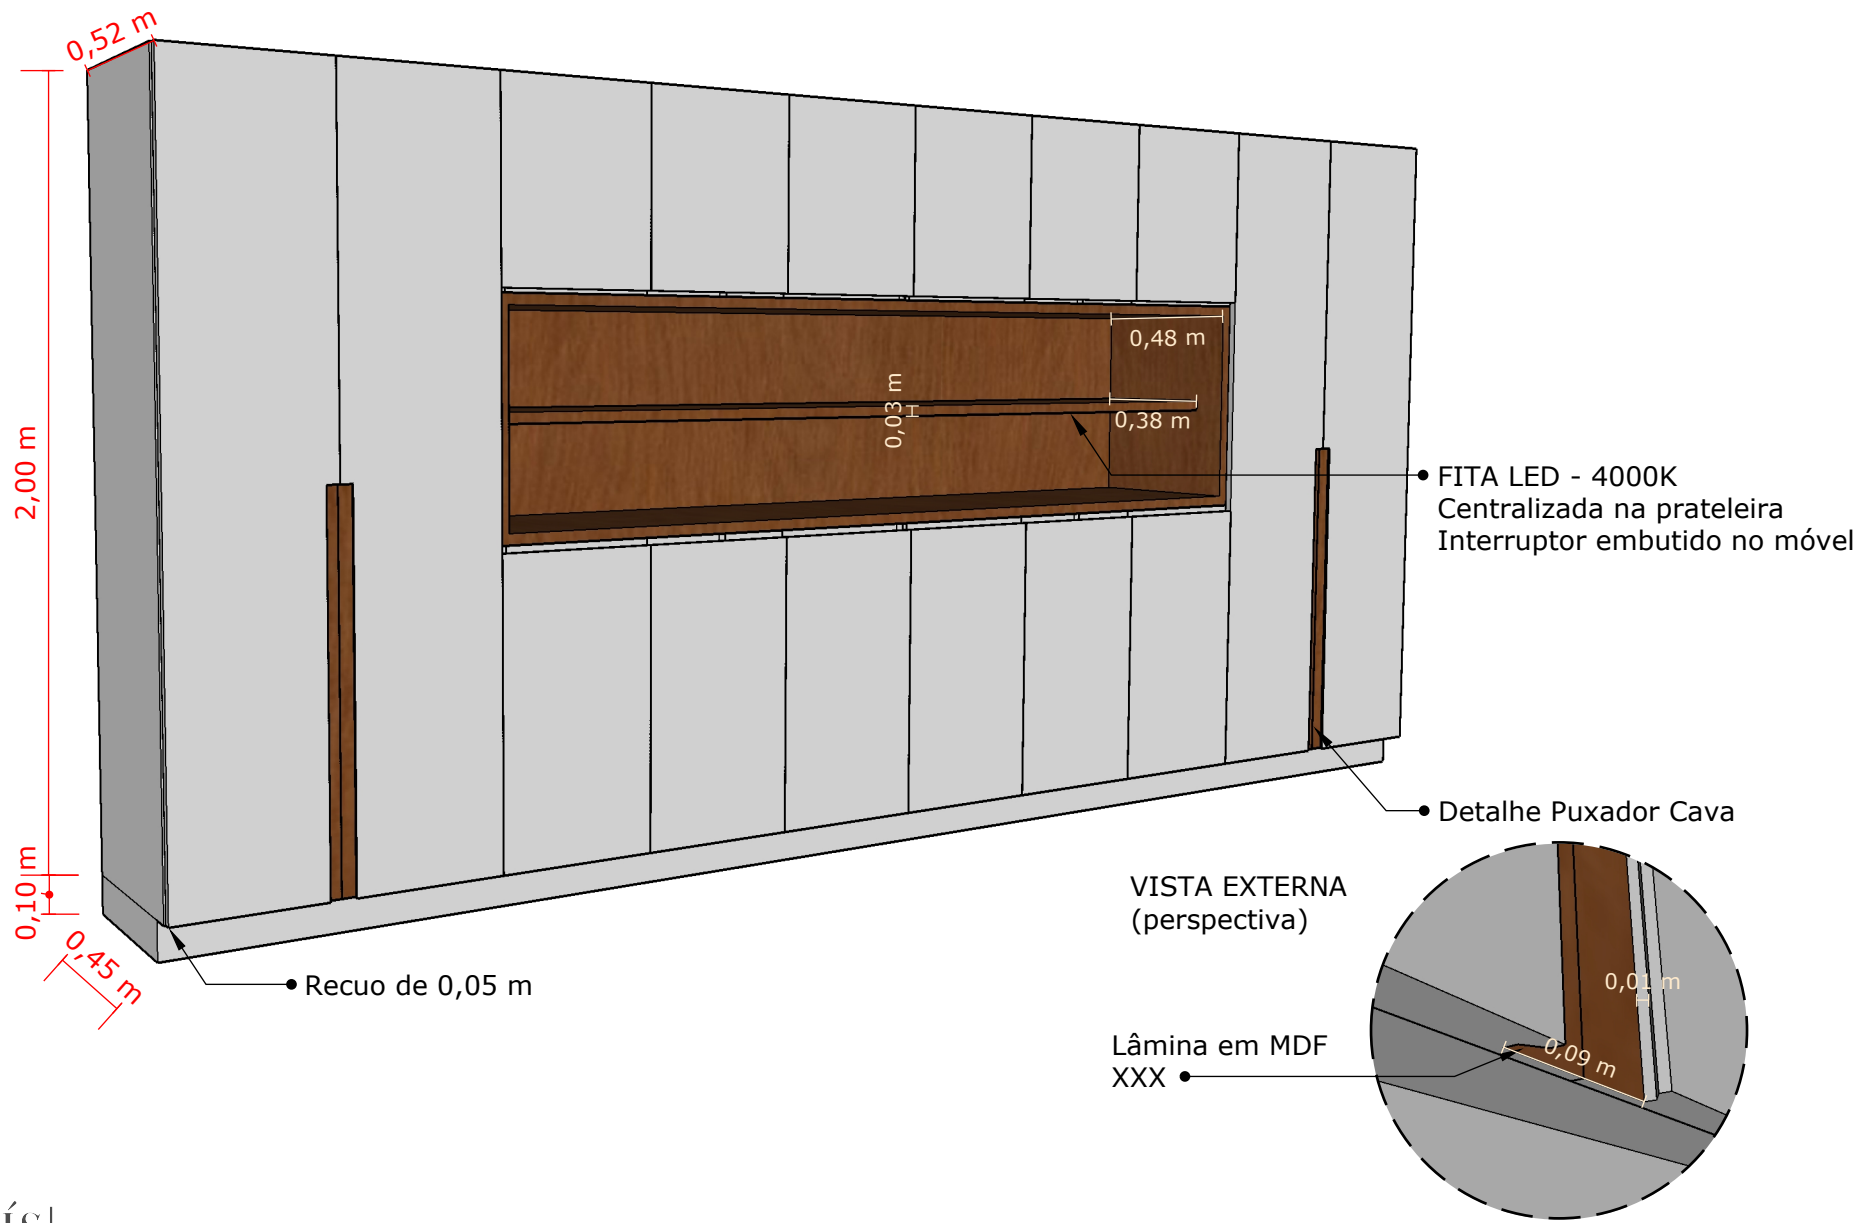 0,52 m
2,00 m
0,48 m
0,03 m
0,38 m
FITA LED - 4000K
Centralizada na prateleira
Interruptor embutido no móvel
Detalhe Puxador Cava
0,10 m
0,45 m
Recuo de 0,05 m
VISTA EXTERNA
(perspectiva)
0,01 m
Lâmina em MDF
XXX
0,09 m